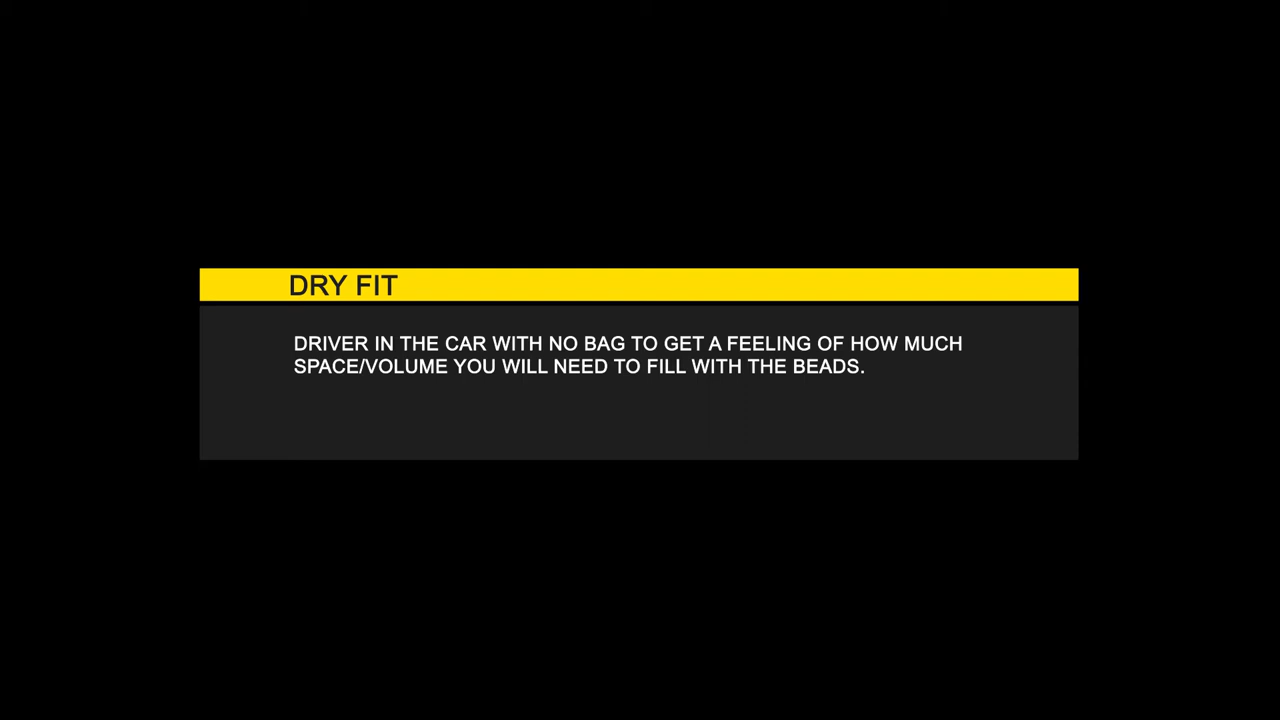 DRY FIT
DRIVER IN THE CAR WITH NO BAG TO GET A FEELING OF HOW MUCH
SPACE/VOLUME YOU WILL NEED TO FILL WITH THE BEADS.